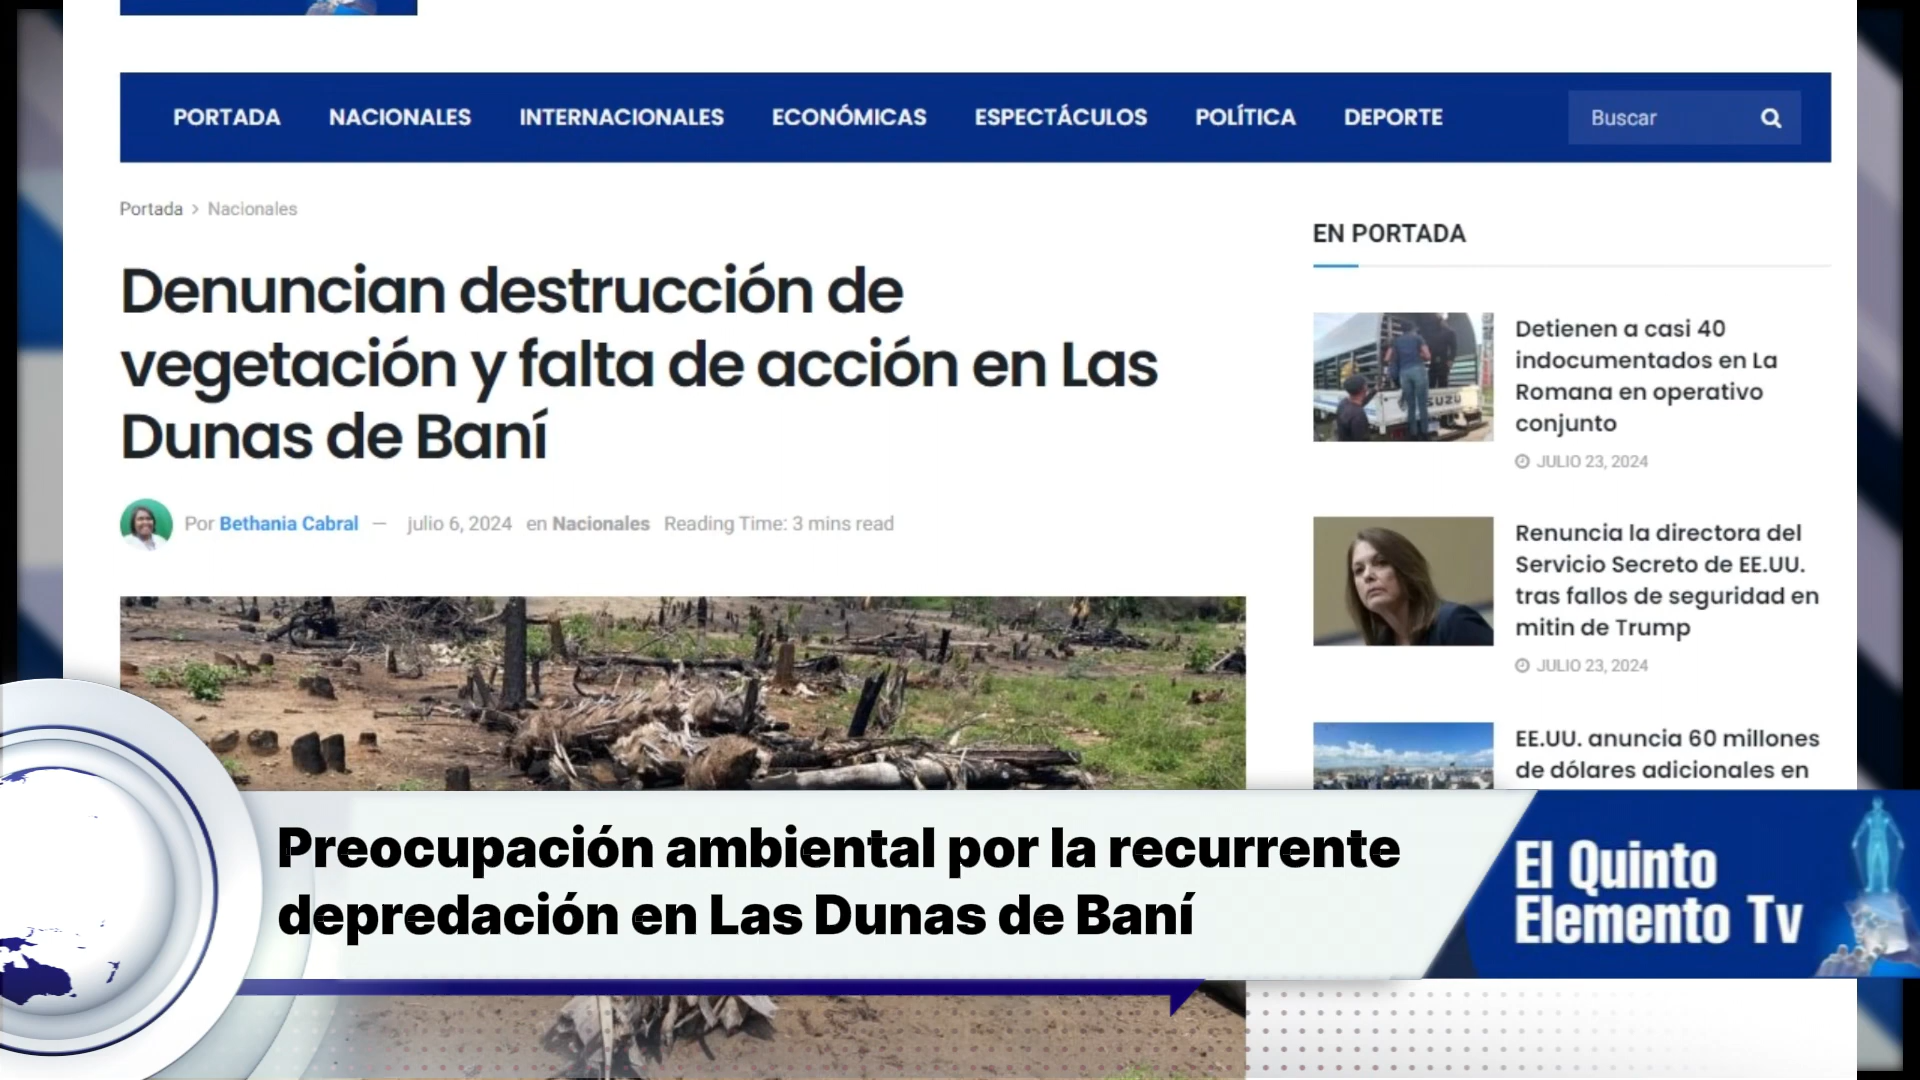 PORTADA NACIONALES INTERNACIONALES ECONÓMICAS ESPECTÁCULOS POLÍTICA DEPORTE Buscar
Portada > Nacionales
Denuncian destrucción de
vegetación y falta de acción en Las
Dunas de Baní
Por Bethania Cabral — julio 6, 2024 en Nacionales Reading Time: 3 mins read
EN PORTADA
Detienen a casi 40
indocumentados en La
Romana en operativo
conjunto
JULIO 23, 2024
Renuncia la directora del
Servicio Secreto de EE.UU.
tras fallos de seguridad en
mitin de Trump
JULIO 23, 2024
EE.UU. anuncia 60 millones
de dólares adicionales en
Preocupación ambiental por la recurrente
depredación en Las Dunas de Baní
El Quinto
Elemento Tv